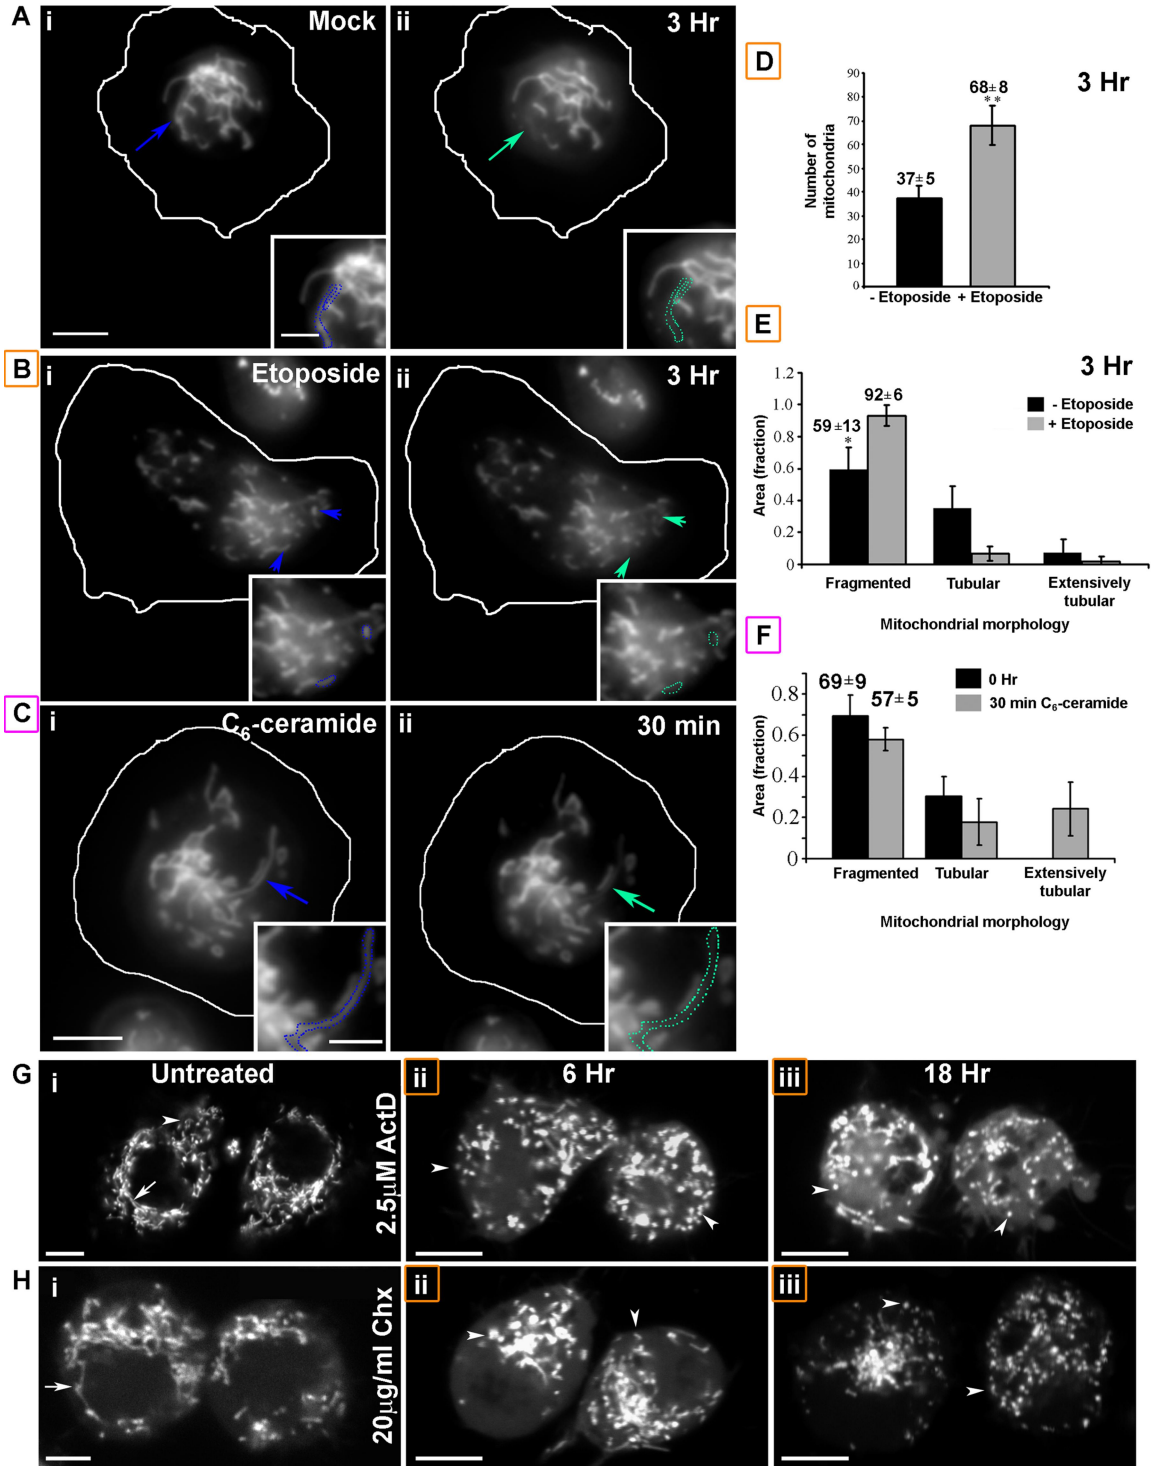 A
i
Mock
ii
3 Hr
B
i
Etoposide
ii
3 Hr
C
i
C6-ceramide
ii
30 min
D
3 Hr
Number of
mitochondria
90
80
70
60
50
40
30
20
10
0
37±5
68±8
**
- Etoposide + Etoposide
E
3 Hr
Area (fraction)
1.2
1.0
0.8
0.6
0.4
0.2
0
59±13
*
92±6
- Etoposide
+ Etoposide
Fragmented Tubular Extensively
tubular
Mitochondrial morphology
F
Area (fraction)
0.8
0.6
0.4
0.2
0
69±9
57±5
0 Hr
30 min C6-ceramide
Fragmented Tubular Extensively
tubular
Mitochondrial morphology
G
i
Untreated
2.5μM ActD
ii
6 Hr
iii
18 Hr
H
i
20μg/ml Chx
ii
iii